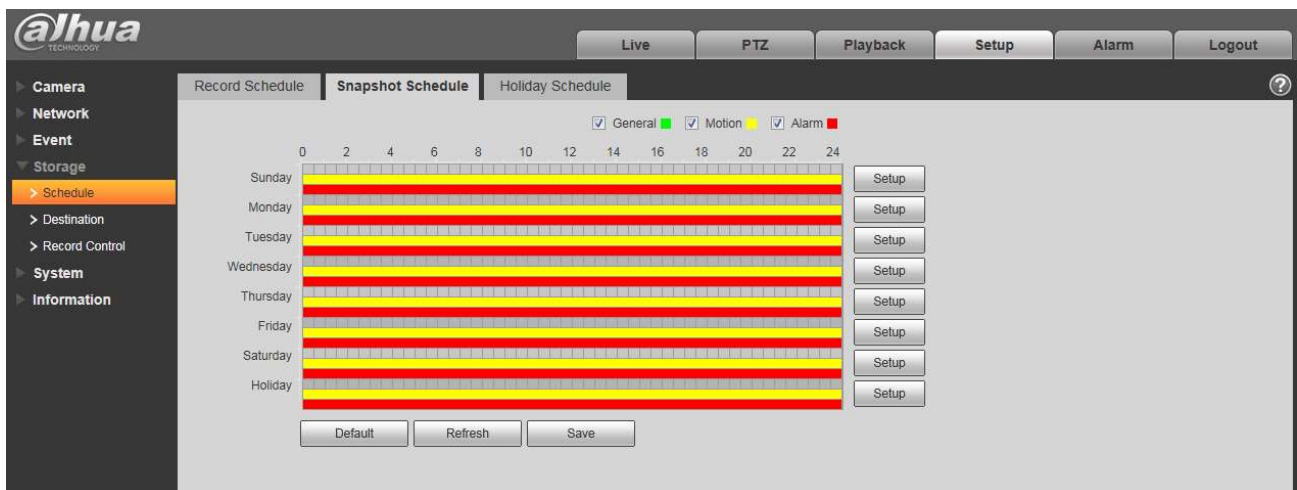 alhua
TECHNOLOGY
Live PTZ Playback Setup Alarm Logout
Camera
Network
Event
Storage
> Schedule
> Destination
> Record Control
System
Information
Record Schedule Snapshot Schedule Holiday Schedule ?
General Motion Alarm
0 2 4 6 8 10 12 14 16 18 20 22 24
Sunday Setup
Monday Setup
Tuesday Setup
Wednesday Setup
Thursday Setup
Friday Setup
Saturday Setup
Holiday Setup
Default Refresh Save